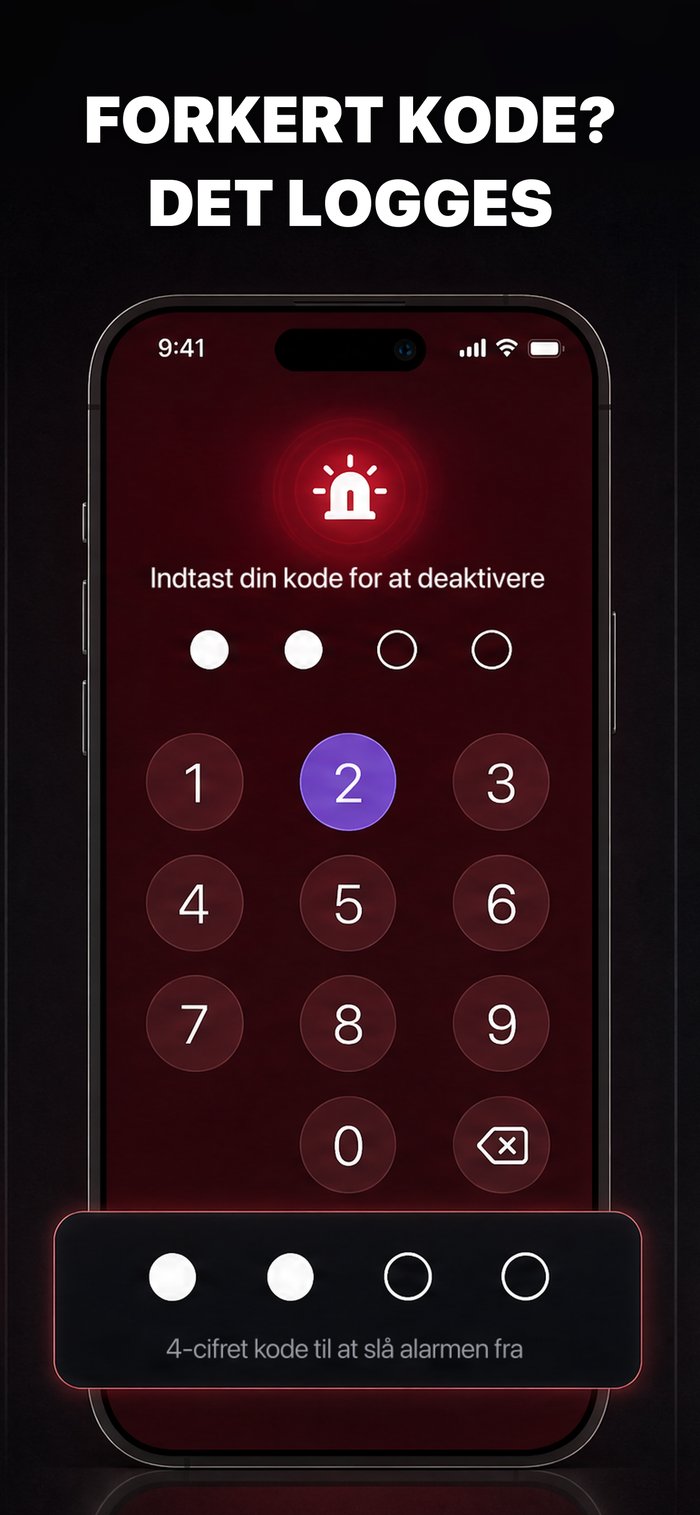 FORKERT KODE?
DET LOGGES
9:41
Indtast din kode for at deaktivere
1 2 3
4 5 6
7 8 9
0
4-cifret kode til at slå alarmen fra